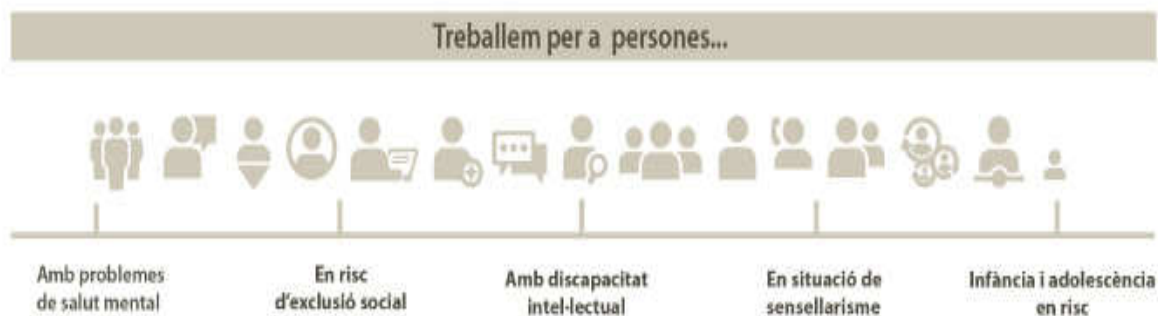 Treballem per a persones...
Amb problemes
de salut mental
En risc
d'exclusió social
Amb discapacitat
intel-lectual
En situació de
sensellarisme
Infància i adolescència
en risc